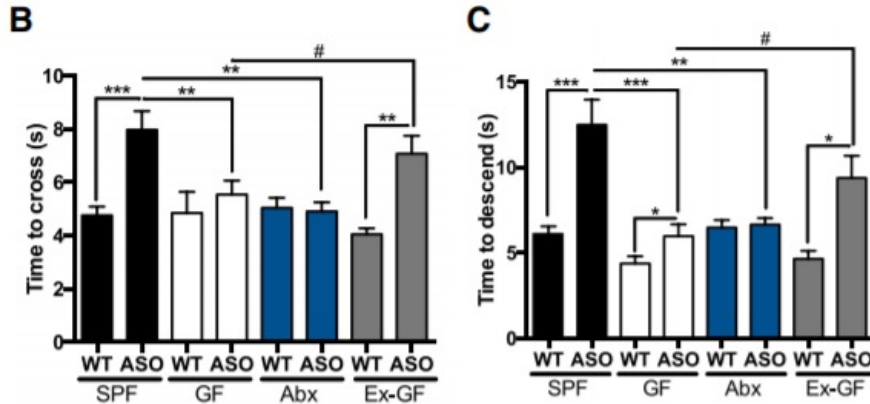 B
Time to cross (s)
10
8
6
4
2
0
***
**
**
#
**
WT ASO WT ASO WT ASO WT ASO
SPF GF Abx Ex-GF
C
Time to descend (s)
15
10
5
0
***
***
**
#
*
*
WT ASO WT ASO WT ASO WT ASO
SPF GF Abx Ex-GF